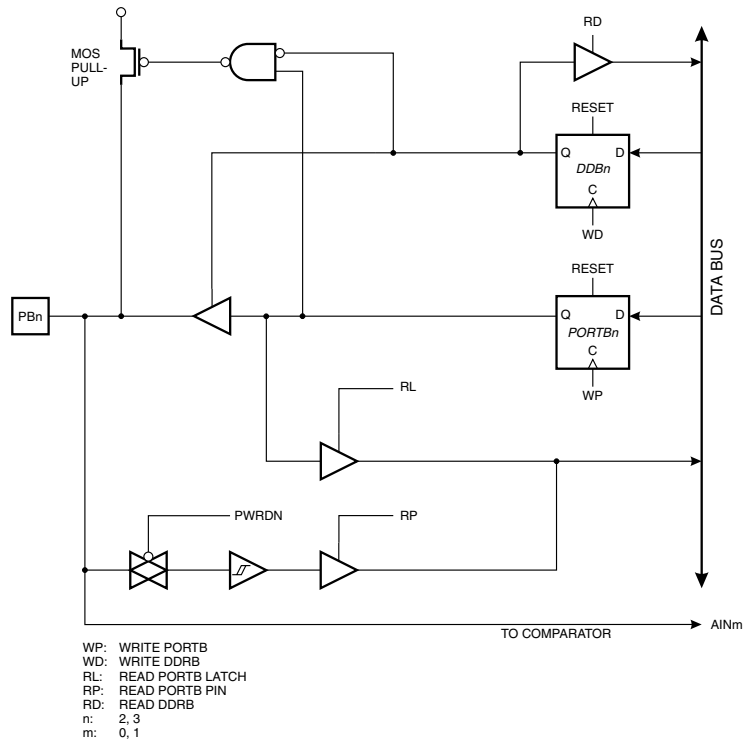 RD
MOS
PULL-
UP
RESET
Q D
DDBn
C
WD
DATA BUS
RESET
PBn
Q D
PORTBn
C
WP
RL
PWRDN
RP
TO COMPARATOR
AINm
WP: WRITE PORTB
WD: WRITE DDRB
RL: READ PORTB LATCH
RP: READ PORTB PIN
RD: READ DDRB
n: 2, 3
m: 0, 1